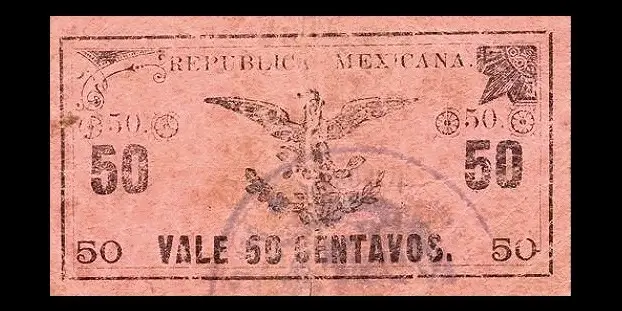 REPUBLICA MEXICANA.
50. 50.
50 50
50 VALE 50 CENTAVOS. 50